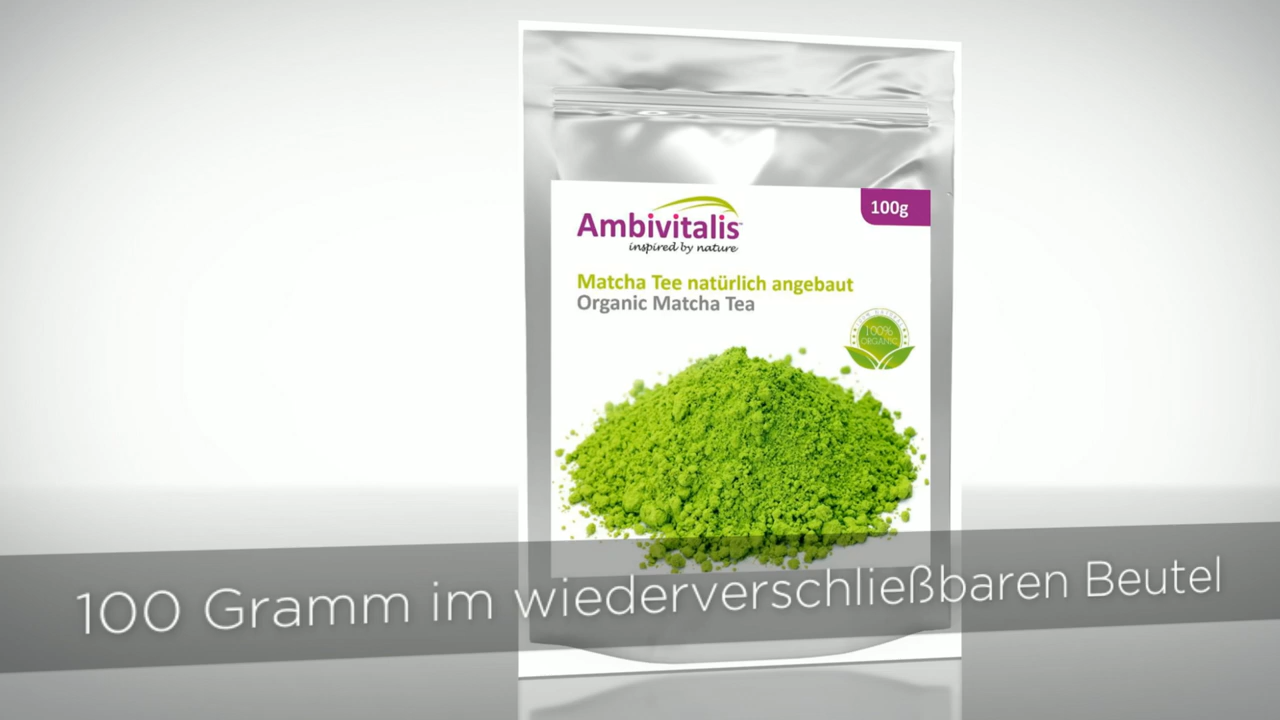 100g
Ambivitalis
inspired by nature
Matcha Tee natürlich angebaut
Organic Matcha Tea
100%
ORGANIC
100 Gramm im wiederverschließbaren Beutel